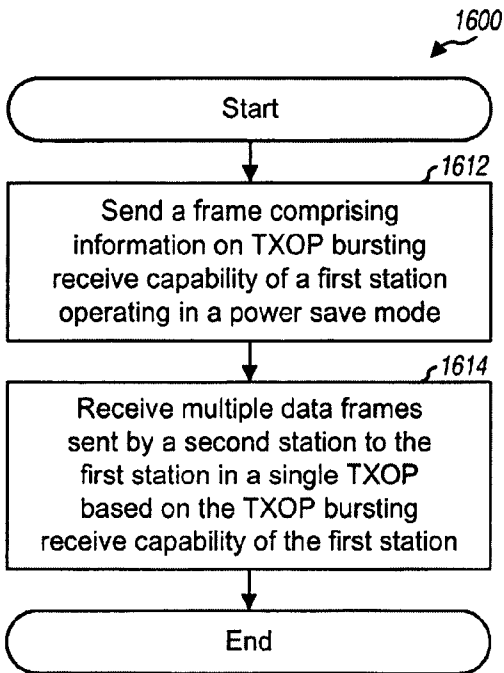 1600
Start
1612
Send a frame comprising
information on TXOP bursting
receive capability of a first station
operating in a power save mode
1614
Receive multiple data frames
sent by a second station to the
first station in a single TXOP
based on the TXOP bursting
receive capability of the first station
End